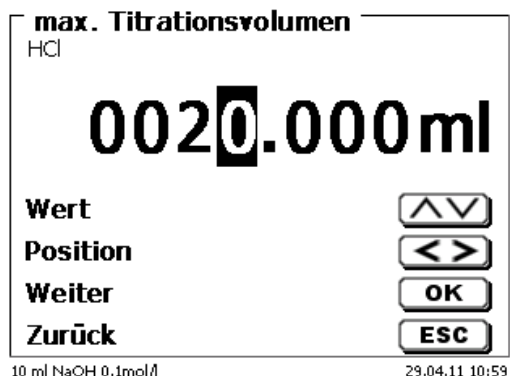 max. Titrationsvolumen
HCl
0020.000ml
Wert
Position < >
Weiter OK
Zurück ESC
10 ml NaOH 0.1mol/l 29.04.11 10:59